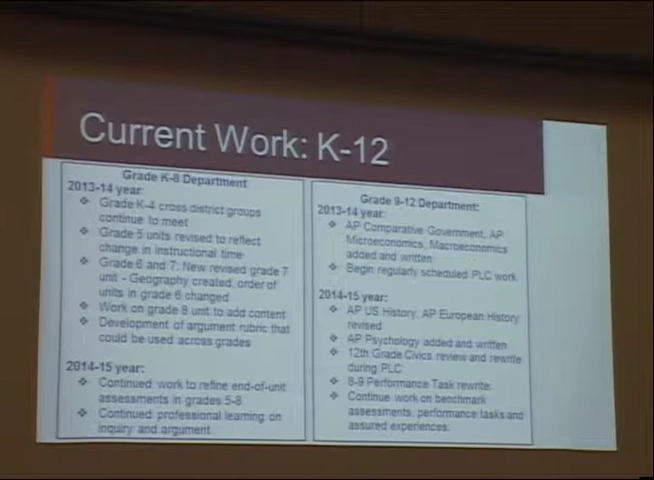 Current Work: K-12
Grade K-8 Department
2013-14 year:
❖ Grade K-4 cross district groups
continue to meet
❖ Grade 5 units revised to reflect
change in instructional time
❖ Grade 6 and 7: New revised grade 7
unit - Geography created, order of
units in grade 6 changed
❖ Work on grade 8 unit to add content
❖ Development of argument rubric that
could be used across grades
2014-15 year:
❖ Continued work to refine end-of-unit
assessments in grades 5-8
❖ Continued professional learning on
inquiry and argument
Grade 9-12 Department:
2013-14 year:
❖ AP Comparative Government, AP
Microeconomics, Macroeconomics
added and written
❖ Begin regularly scheduled PLC work
2014-15 year:
❖ AP US History, AP European History
revised
❖ AP Psychology added and written
❖ 12th Grade Civics review and rewrite
during PLC
❖ 8-9 Performance Task rewrite.
❖ Continue work on benchmark
assessments, performance tasks and
assured experiences.